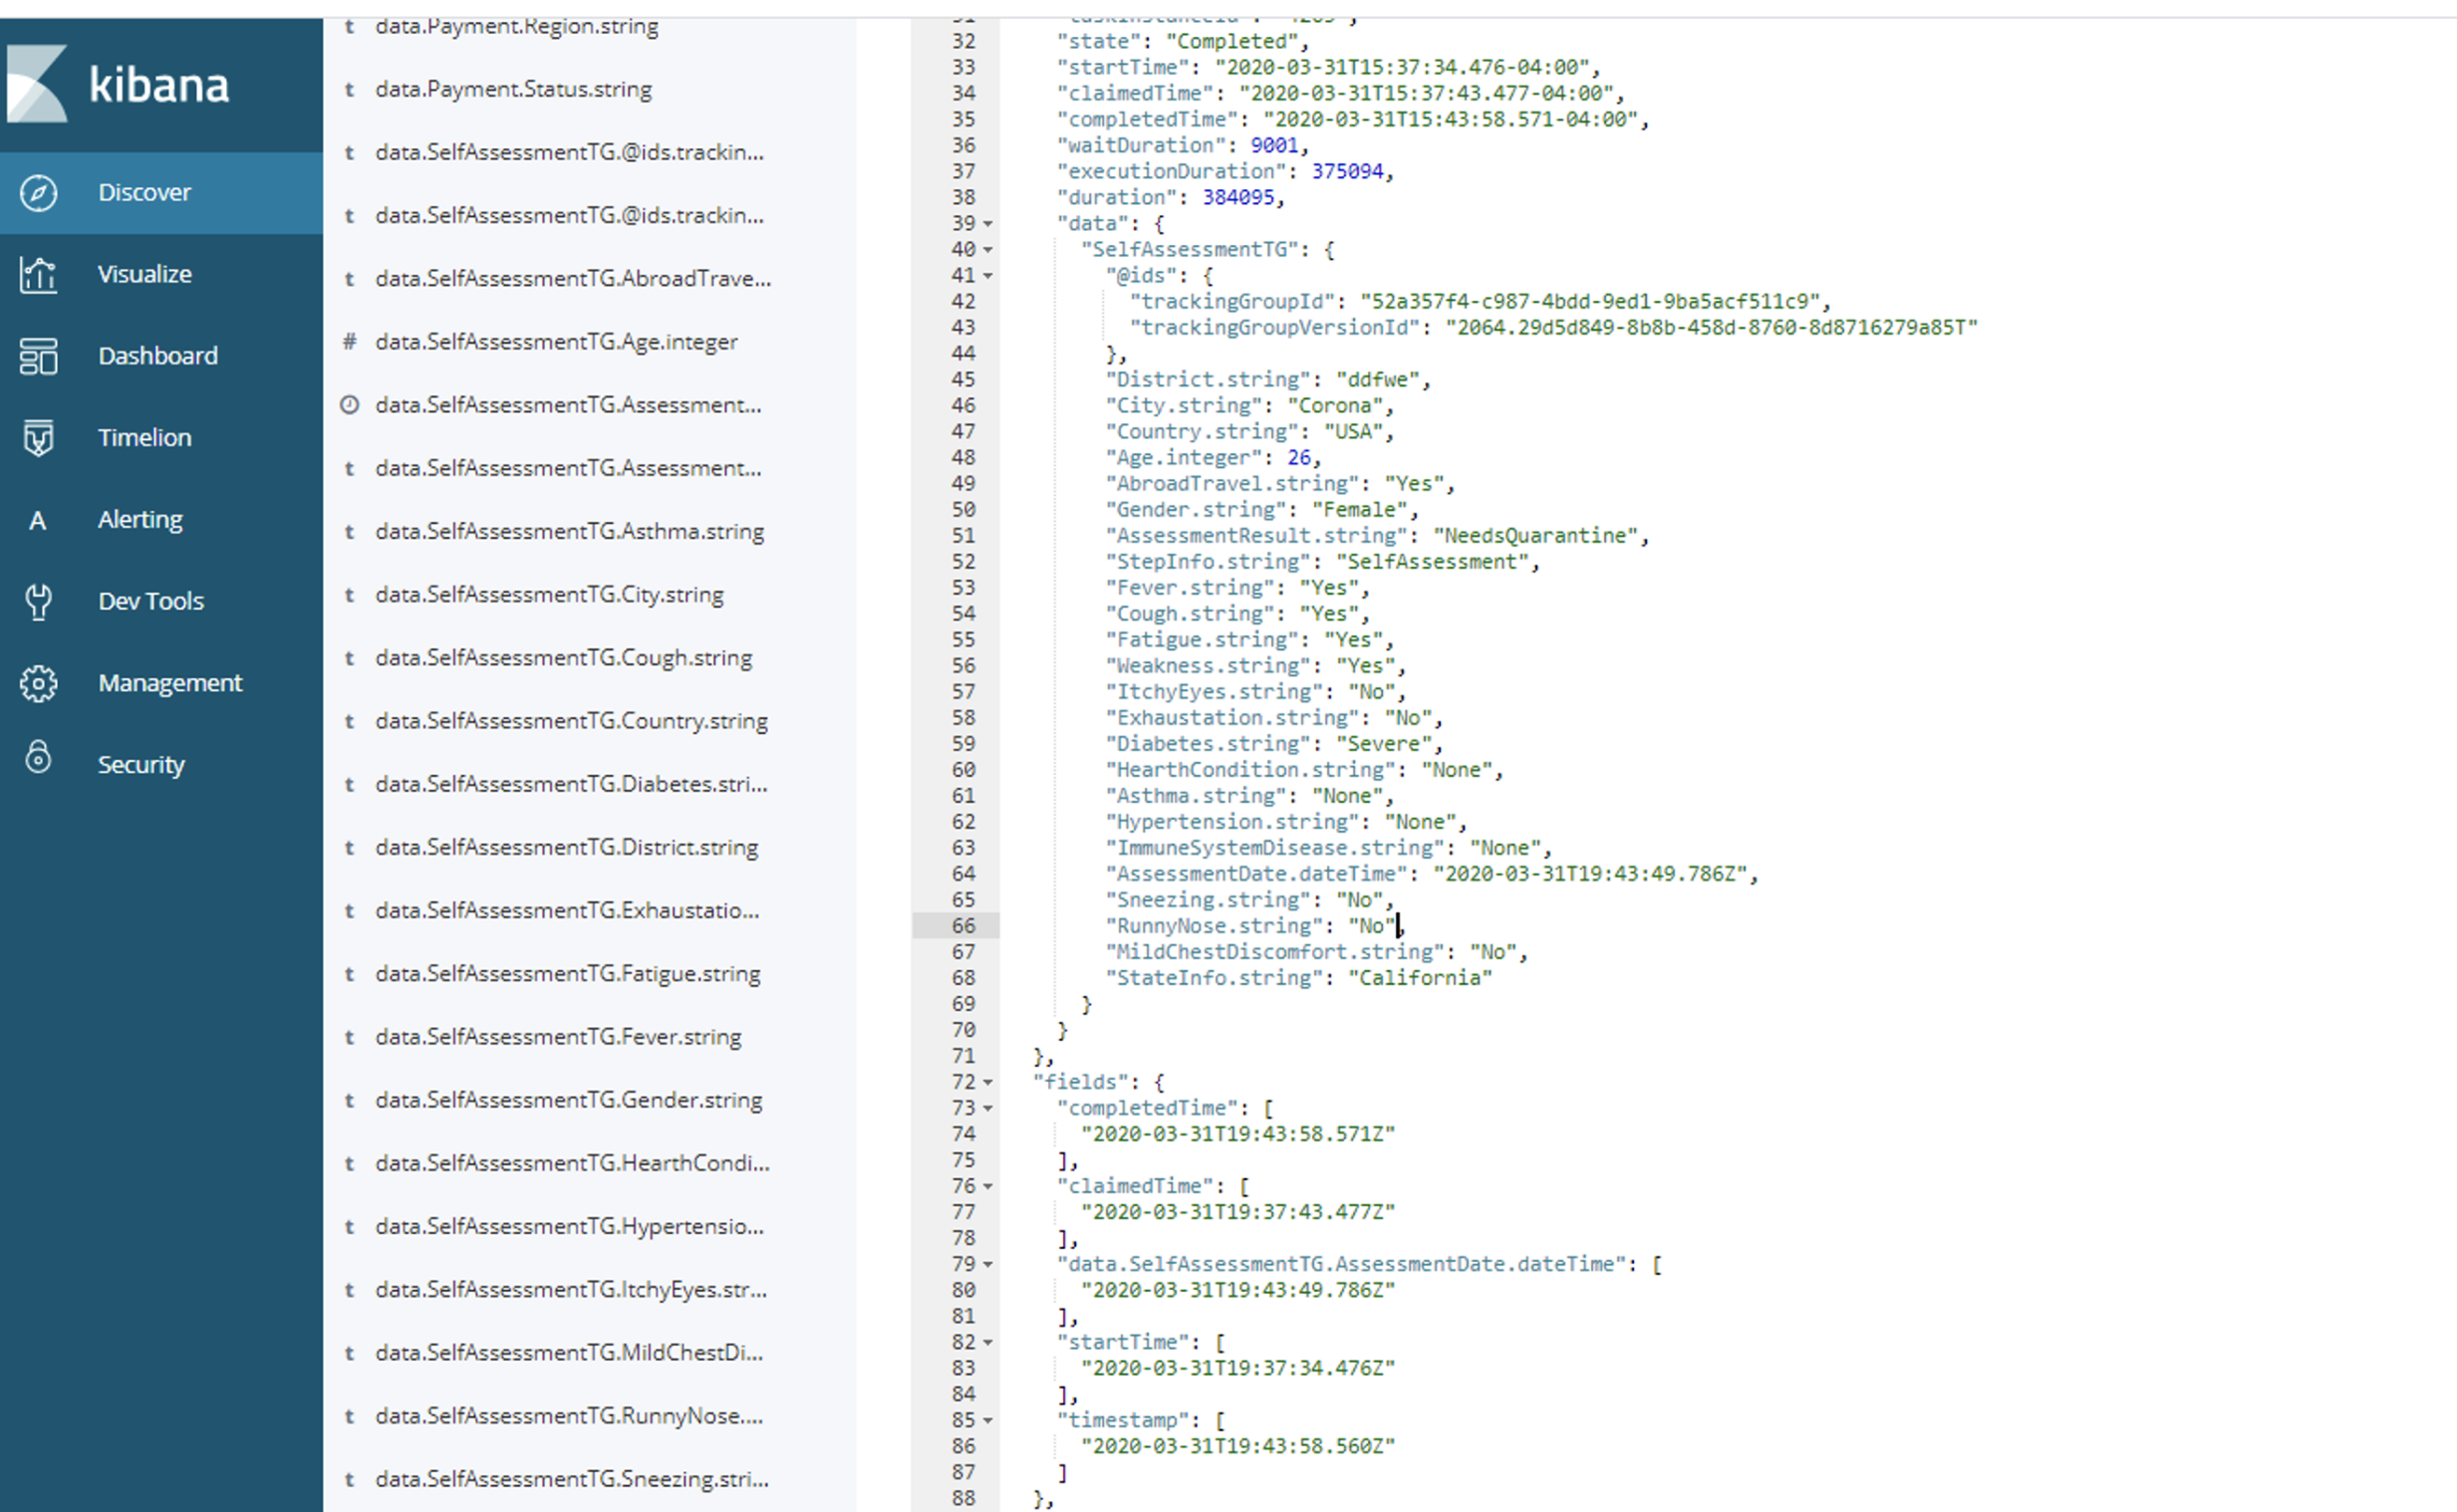 kibana
Discover
Visualize
Dashboard
Timelion
A Alerting
Dev Tools
Management
Security
t data.Payment.Region.string
t data.Payment.Status.string
t data.SelfAssessmentTG.@ids.trackin...
t data.SelfAssessmentTG.@ids.trackin...
t data.SelfAssessmentTG.AbroadTrave...
# data.SelfAssessmentTG.Age.integer
data.SelfAssessmentTG.Assessment...
t data.SelfAssessmentTG.Assessment...
t data.SelfAssessmentTG.Asthma.string
t data.SelfAssessmentTG.City.string
t data.SelfAssessmentTG.Cough.string
t data.SelfAssessmentTG.Country.string
t data.SelfAssessmentTG.Diabetes.stri...
t data.SelfAssessmentTG.District.string
t data.SelfAssessmentTG.Exhaustatio...
t data.SelfAssessmentTG.Fatigue.string
t data.SelfAssessmentTG.Fever.string
t data.SelfAssessmentTG.Gender.string
t data.SelfAssessmentTG.HearthCondi...
t data.SelfAssessmentTG.Hypertensio...
t data.SelfAssessmentTG.ItchyEyes.str...
t data.SelfAssessmentTG.MildChestDi...
t data.SelfAssessmentTG.RunnyNose....
t data.SelfAssessmentTG.Sneezing.stri...
32 "state": "Completed",
33 "startTime": "2020-03-31T15:37:34.476-04:00",
34 "claimedTime": "2020-03-31T15:37:43.477-04:00",
35 "completedTime": "2020-03-31T15:43:58.571-04:00",
36 "waitDuration": 9001,
37 "executionDuration": 375094,
38 "duration": 384095,
39 "data": {
40 "SelfAssessmentTG": {
41 "@ids": {
42 "trackingGroupId": "52a357f4-c987-4bdd-9ed1-9ba5acf511c9",
43 "trackingGroupVersionId": "2064.29d5d849-8b8b-458d-8760-8d8716279a85T"
44 },
45 "District.string": "ddfwe",
46 "City.string": "Corona",
47 "Country.string": "USA",
48 "Age.integer": 26,
49 "AbroadTravel.string": "Yes",
50 "Gender.string": "Female",
51 "AssessmentResult.string": "NeedsQuarantine",
52 "StepInfo.string": "SelfAssessment",
53 "Fever.string": "Yes",
54 "Cough.string": "Yes",
55 "Fatigue.string": "Yes",
56 "Weakness.string": "Yes",
57 "ItchyEyes.string": "No",
58 "Exhaustation.string": "No",
59 "Diabetes.string": "Severe",
60 "HearthCondition.string": "None",
61 "Asthma.string": "None",
62 "Hypertension.string": "None",
63 "ImmuneSystemDisease.string": "None",
64 "AssessmentDate.dateTime": "2020-03-31T19:43:49.786Z",
65 "Sneezing.string": "No",
66 "RunnyNose.string": "No",
67 "MildChestDiscomfort.string": "No",
68 "StateInfo.string": "California"
69 }
70 }
71 },
72 "fields": {
73 "completedTime": [
74 "2020-03-31T19:43:58.571Z"
75 ],
76 "claimedTime": [
77 "2020-03-31T19:37:43.477Z"
78 ],
79 "data.SelfAssessmentTG.AssessmentDate.dateTime": [
80 "2020-03-31T19:43:49.786Z"
81 ],
82 "startTime": [
83 "2020-03-31T19:37:34.476Z"
84 ],
85 "timestamp": [
86 "2020-03-31T19:43:58.560Z"
87 ]
88 },